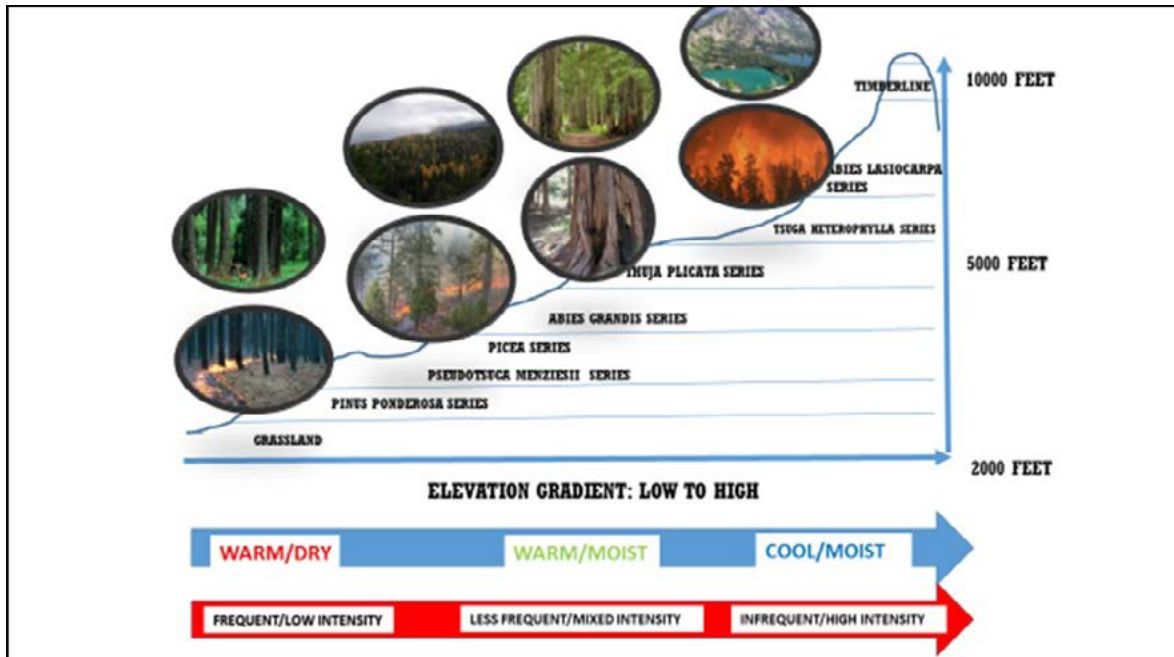 10000 FEET
TIMBERLINE
ABIES LASIOCARPA
SERIES
TSUGA HETEROPHYLLA SERIES
5000 FEET
THUJA PLICATA SERIES
ABIES GRANDIS SERIES
PICEA SERIES
PSEUDOTSUGA MENZIESII SERIES
PINUS PONDEROSA SERIES
GRASSLAND
2000 FEET
ELEVATION GRADIENT: LOW TO HIGH
WARM/DRY
WARM/MOIST
COOL/MOIST
FREQUENT/LOW INTENSITY
LESS FREQUENT/MIXED INTENSITY
INFREQUENT/HIGH INTENSITY